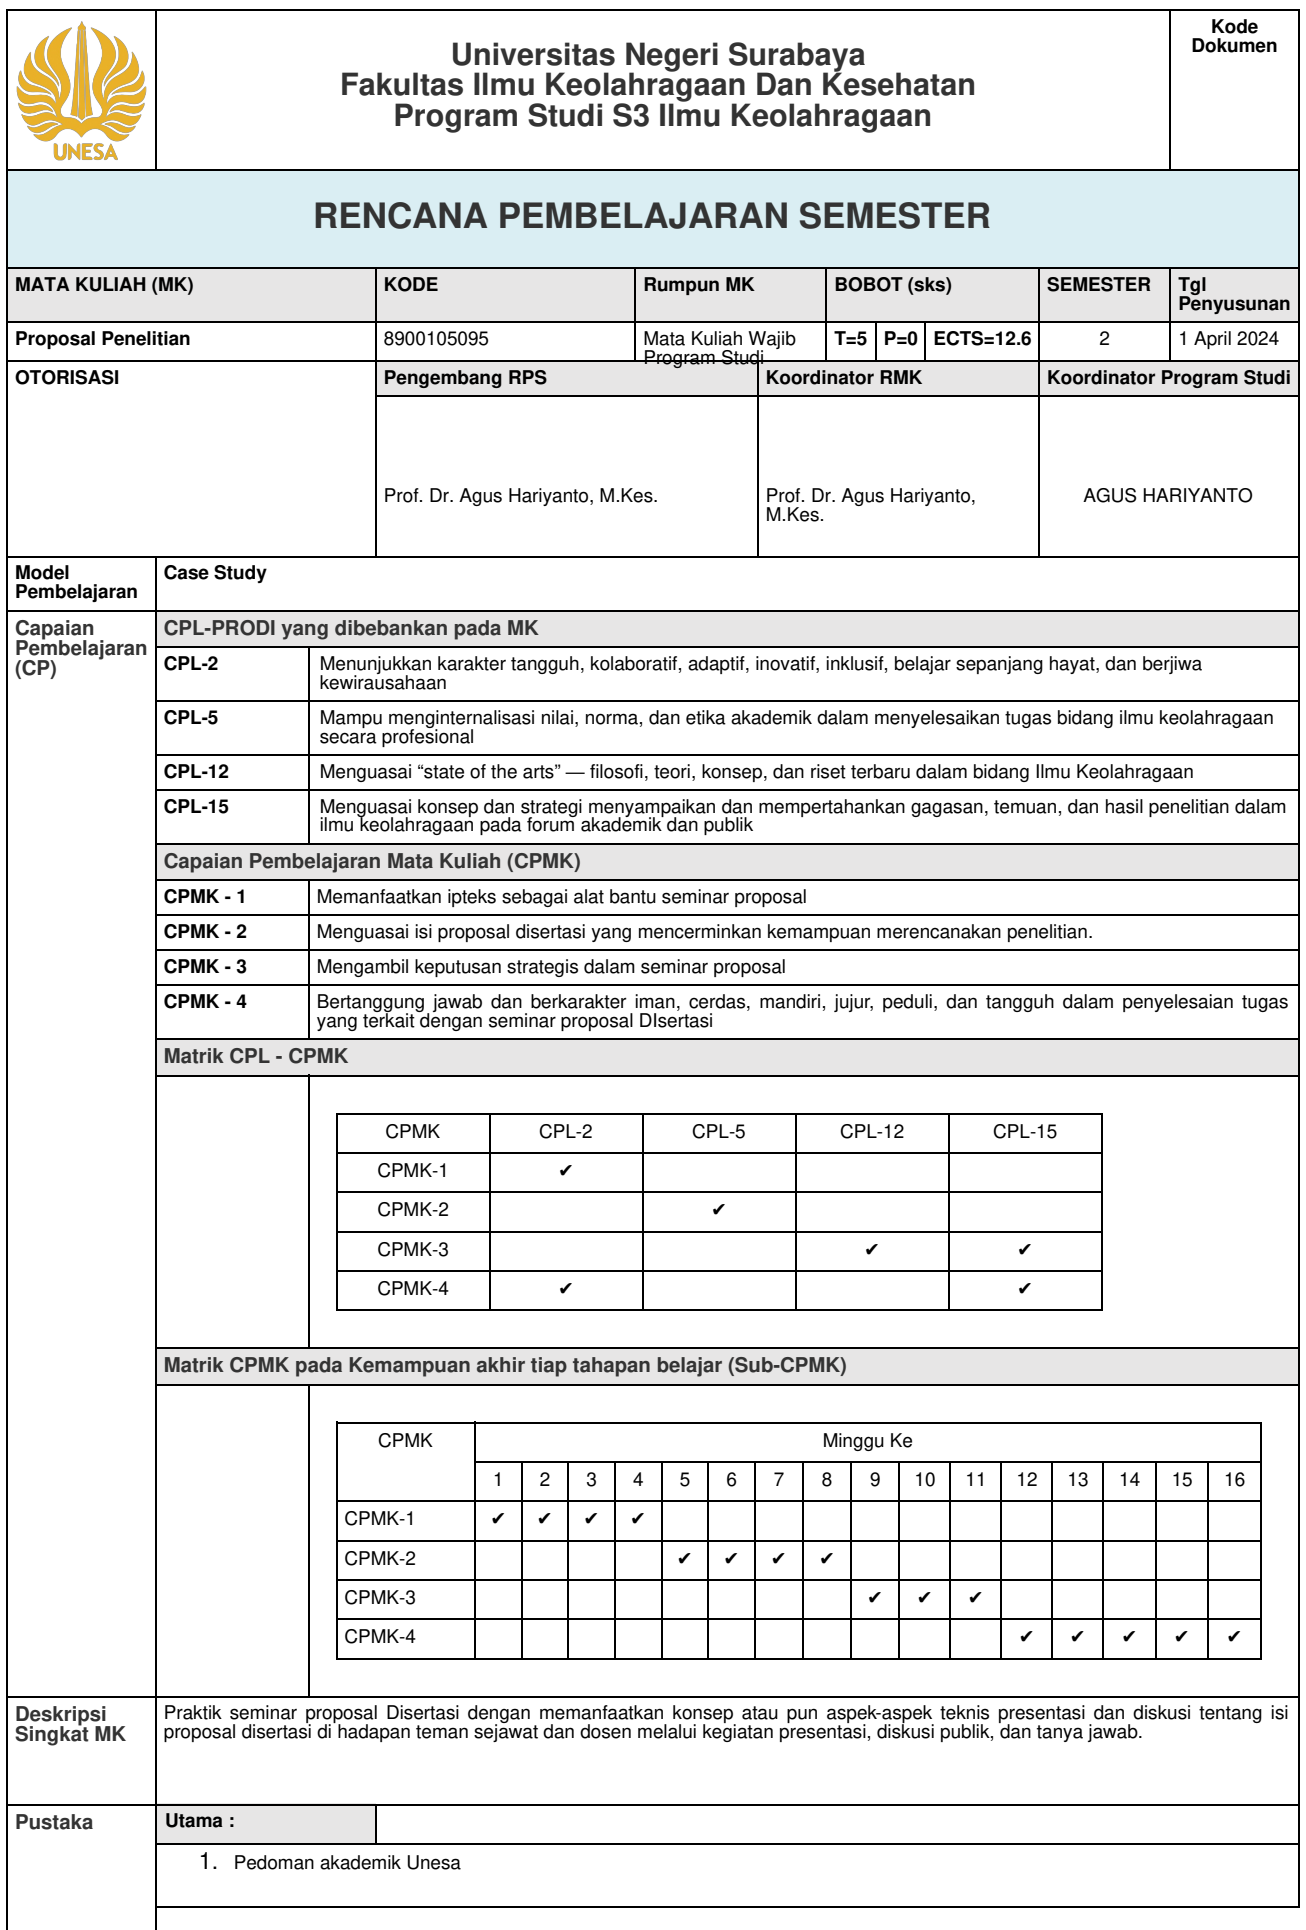 UNESA
Universitas Negeri Surabaya
Fakultas Ilmu Keolahragaan Dan Kesehatan
Program Studi S3 Ilmu Keolahragaan
Kode
Dokumen
RENCANA PEMBELAJARAN SEMESTER
MATA KULIAH (MK) KODE Rumpun MK BOBOT (sks) SEMESTER Tgl
Penyusunan
Proposal Penelitian 8900105095 Mata Kuliah Wajib T=5 P=0 ECTS=12.6 2 1 April 2024
Program Studi
OTORISASI Pengembang RPS Koordinator RMK Koordinator Program Studi
Prof. Dr. Agus Hariyanto, M.Kes. Prof. Dr. Agus Hariyanto, AGUS HARIYANTO
M.Kes.
Model Case Study
Pembelajaran
Capaian
Pembelajaran
(CP)
CPL-PRODI yang dibebankan pada MK
CPL-2 Menunjukkan karakter tangguh, kolaboratif, adaptif, inovatif, inklusif, belajar sepanjang hayat, dan berjiwa
kewirausahaan
CPL-5 Mampu menginternalisasi nilai, norma, dan etika akademik dalam menyelesaikan tugas bidang ilmu keolahragaan
secara profesional
CPL-12 Menguasai “state of the arts” — filosofi, teori, konsep, dan riset terbaru dalam bidang Ilmu Keolahragaan
CPL-15 Menguasai konsep dan strategi menyampaikan dan mempertahankan gagasan, temuan, dan hasil penelitian dalam
ilmu keolahragaan pada forum akademik dan publik
Capaian Pembelajaran Mata Kuliah (CPMK)
CPMK - 1 Memanfaatkan ipteks sebagai alat bantu seminar proposal
CPMK - 2 Menguasai isi proposal disertasi yang mencerminkan kemampuan merencanakan penelitian.
CPMK - 3 Mengambil keputusan strategis dalam seminar proposal
CPMK - 4 Bertanggung jawab dan berkarakter iman, cerdas, mandiri, jujur, peduli, dan tangguh dalam penyelesaian tugas
yang terkait dengan seminar proposal DIsertasi
Matrik CPL - CPMK
CPMK CPL-2 CPL-5 CPL-12 CPL-15
CPMK-1 ✔
CPMK-2 ✔
CPMK-3 ✔ ✔
CPMK-4 ✔ ✔
Matrik CPMK pada Kemampuan akhir tiap tahapan belajar (Sub-CPMK)
CPMK Minggu Ke
1 2 3 4 5 6 7 8 9 10 11 12 13 14 15 16
CPMK-1 ✔ ✔ ✔ ✔
CPMK-2 ✔ ✔ ✔ ✔
CPMK-3 ✔ ✔ ✔
CPMK-4 ✔ ✔ ✔ ✔ ✔
Deskripsi
Singkat MK
Praktik seminar proposal Disertasi dengan memanfaatkan konsep atau pun aspek-aspek teknis presentasi dan diskusi tentang isi
proposal disertasi di hadapan teman sejawat dan dosen melalui kegiatan presentasi, diskusi publik, dan tanya jawab.
Pustaka Utama :
1. Pedoman akademik Unesa